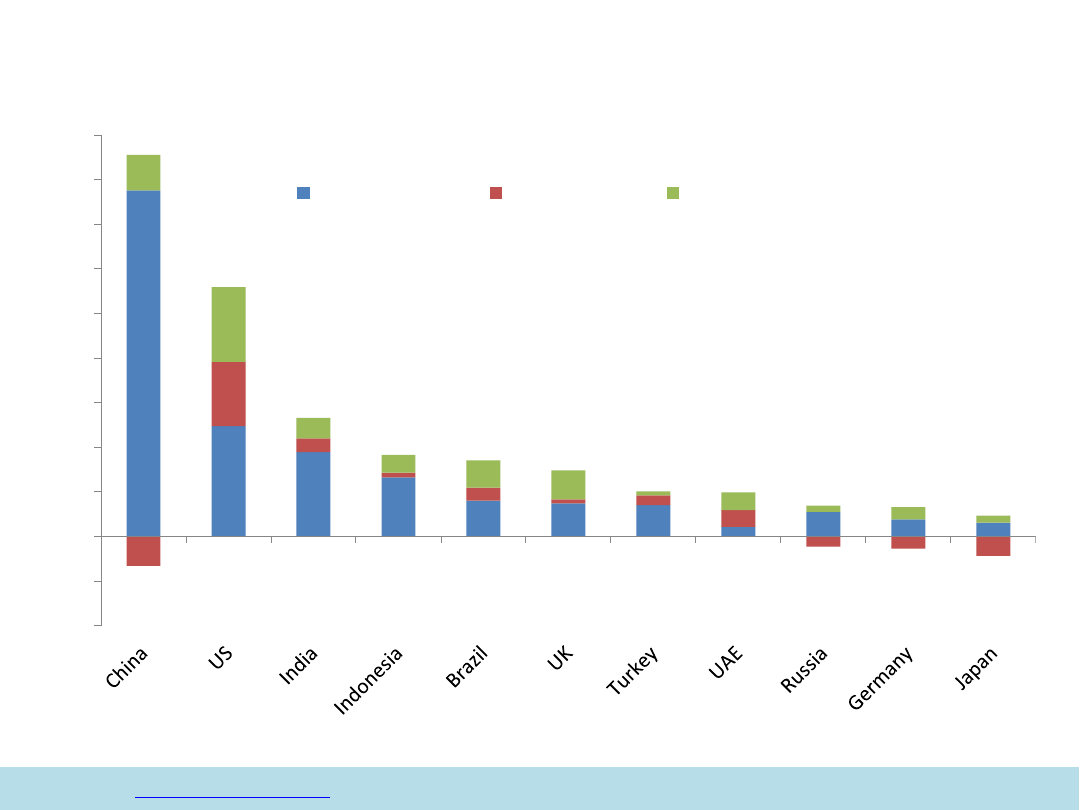 China
US
India
Indonesia
Brazil
UK
Turkey
UAE
Russia
Germany
Japan